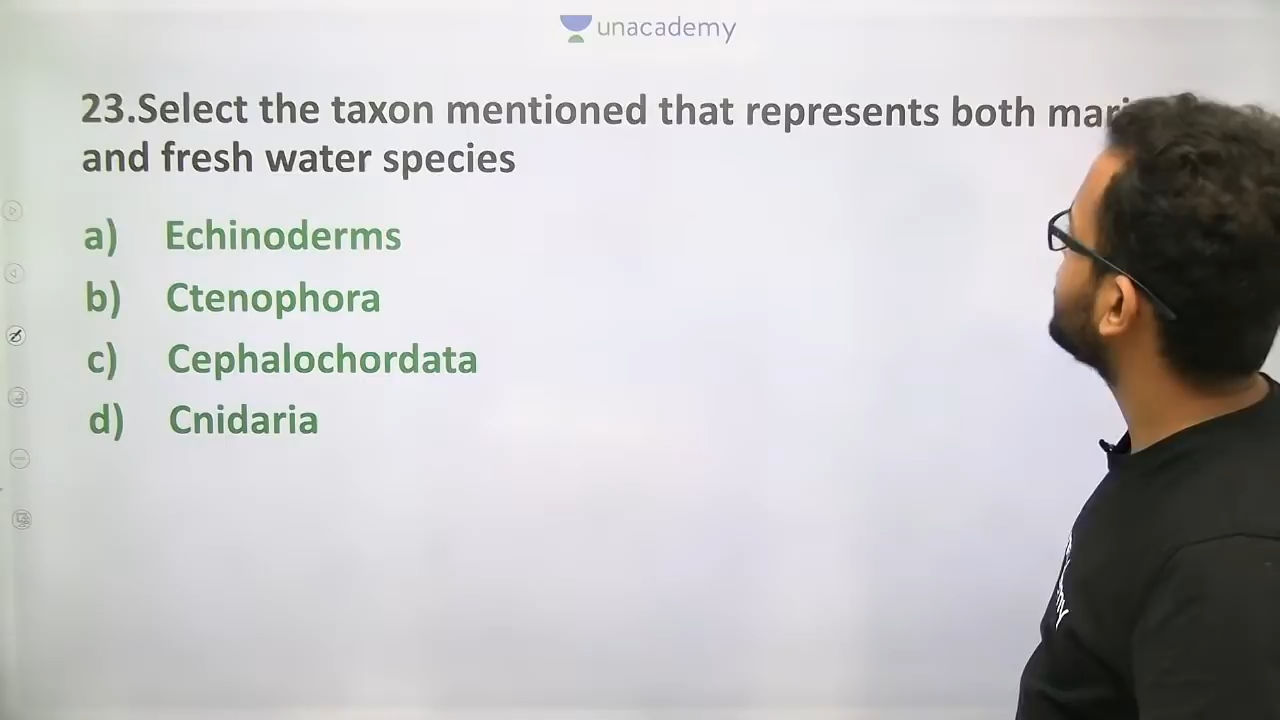 unacademy
23.Select the taxon mentioned that represents both
and fresh water species
a) Echinoderms
b) Ctenophora
c) Cephalochordata
d) Cnidaria